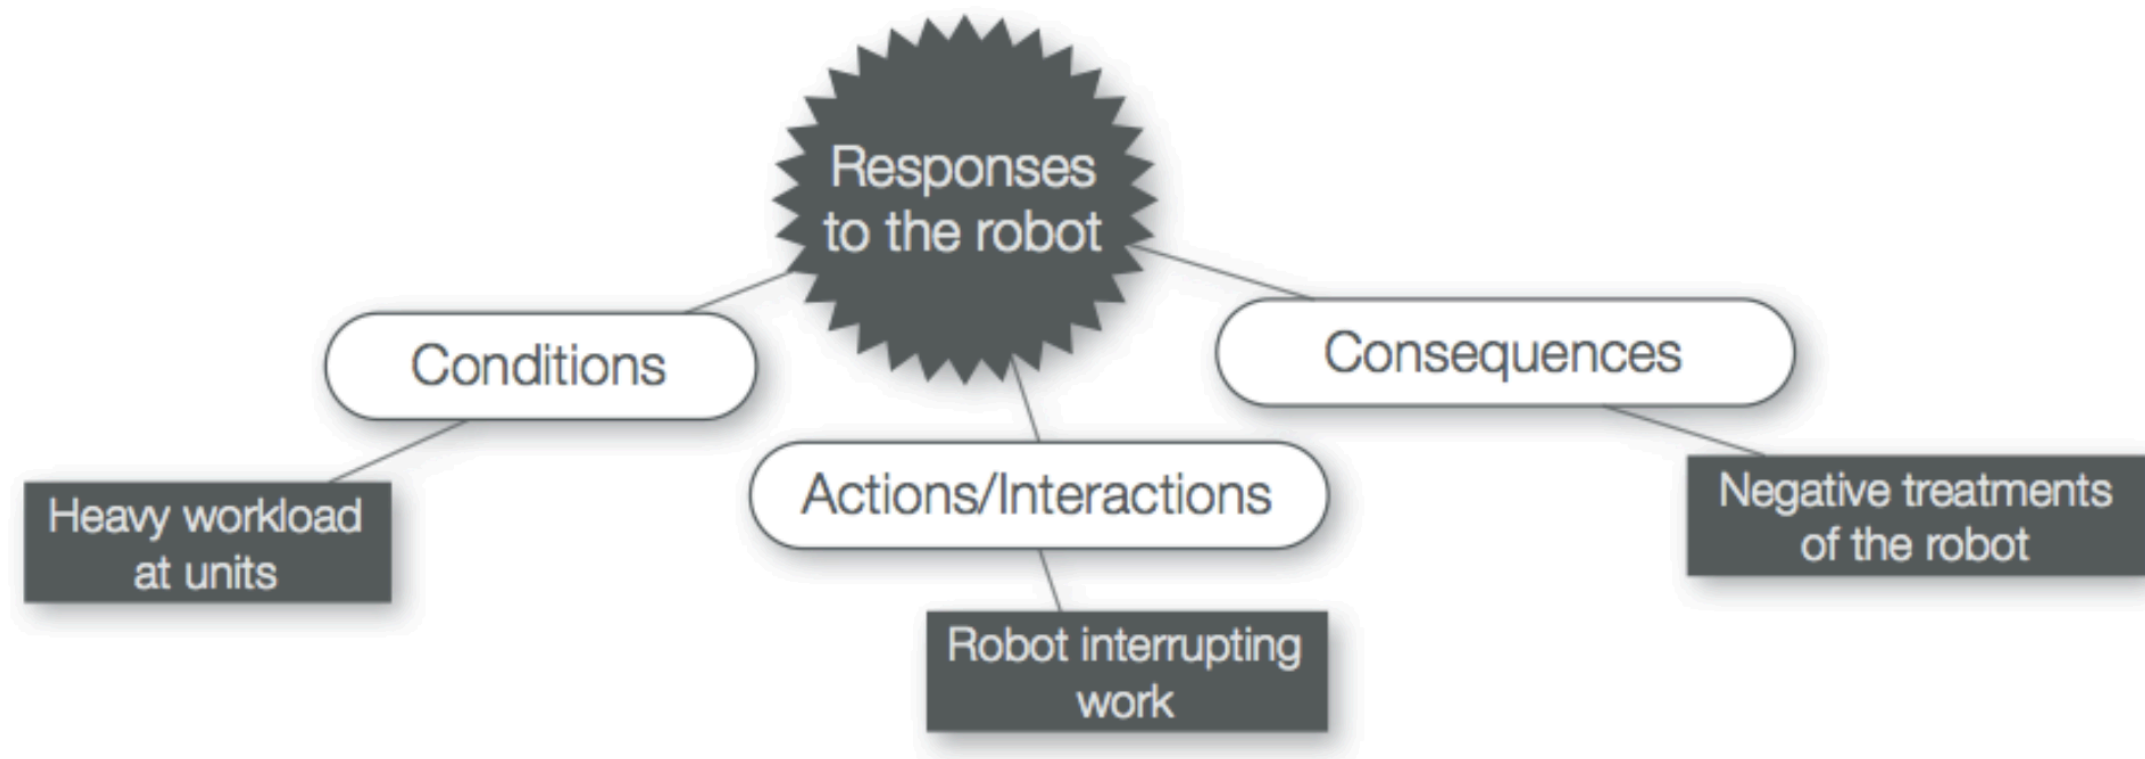 Responses
to the robot
Conditions
Consequences
Actions/Interactions
Heavy workload
at units
Negative treatments
of the robot
Robot interrupting
work